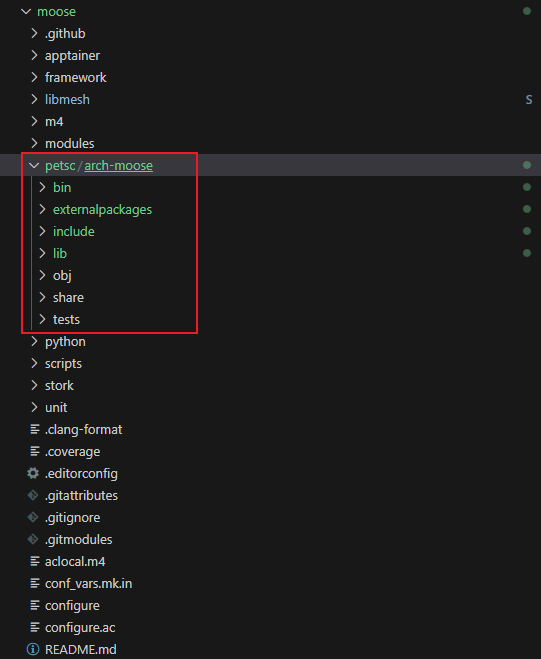 moose
.github
apptainer
framework
libmesh S
m4
modules
petsc / arch-moose
bin
externalpackages
include
lib
obj
share
tests
python
scripts
stork
unit
.clang-format
.coverage
.editorconfig
.gitattributes
.gitignore
.gitmodules
aclocal.m4
conf_vars.mk.in
configure
configure.ac
README.md